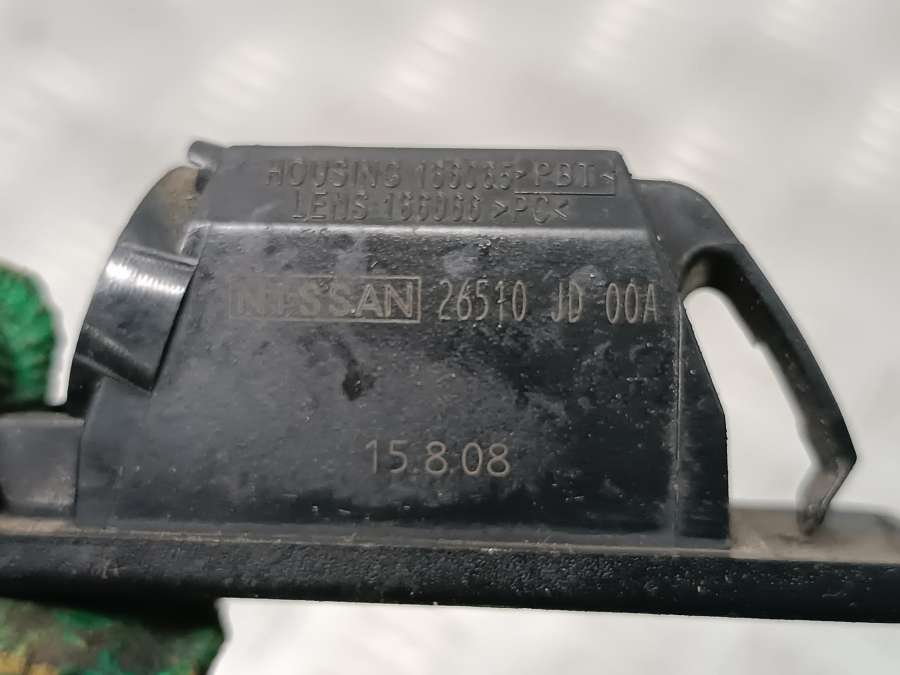 HOUSING 166065 >PBT<
LENS 166066 >PC<
NISSAN 26510 JD 00A
15.8.08